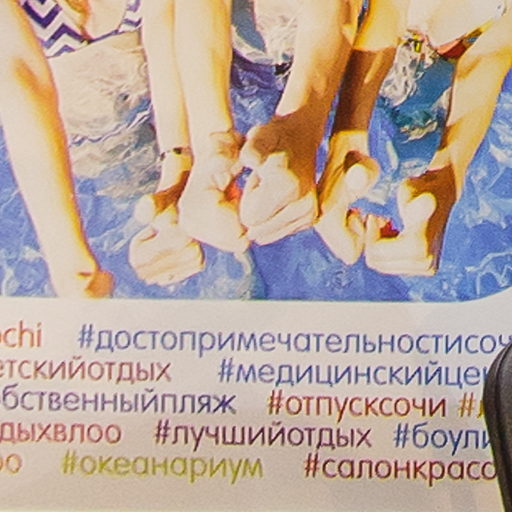 ochi #достопримечательностисоч
етскийотдых #медицинскийце
бственныйпляж #отпусксочи #л
дыхвлоо #лучшийотдых #боули
оо #океанариум #салонкрасо